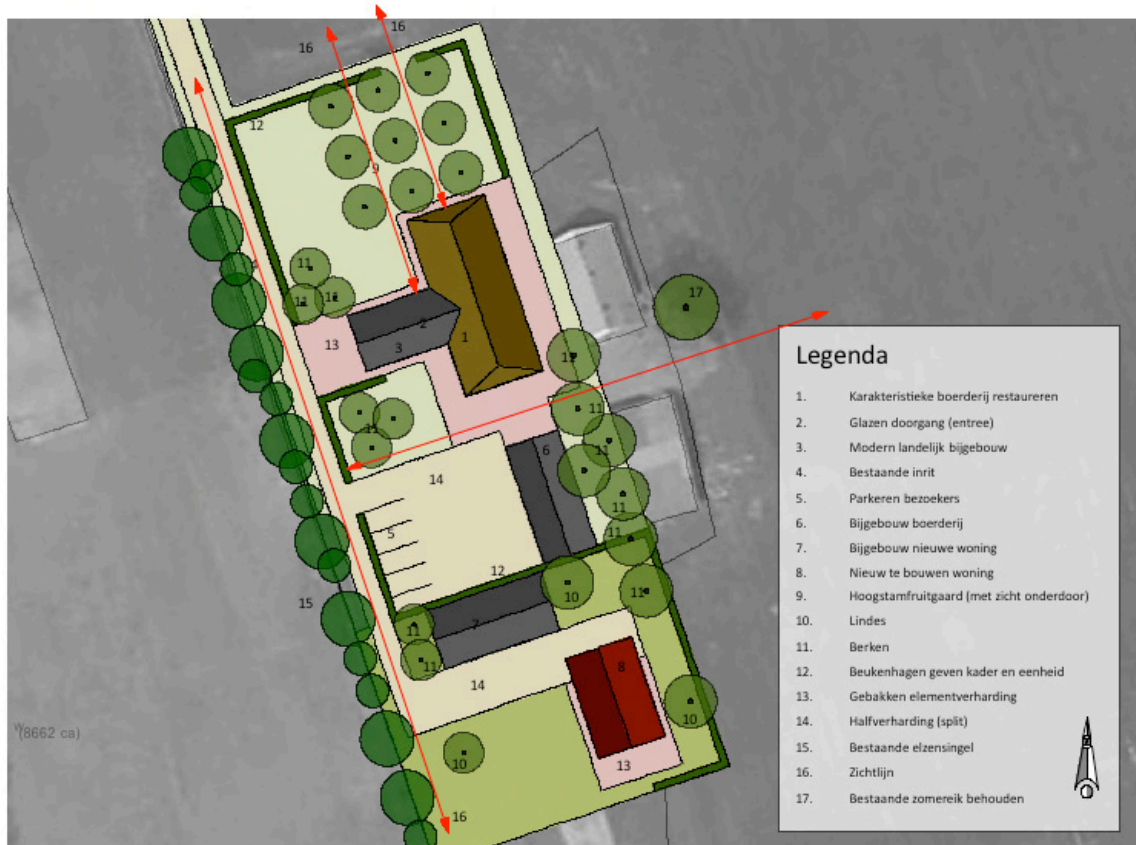 16
16
12
9
11
11
11
17
2
1
13
3
11
11
11
11
6
14
11
5
11
12
10
11
15
11
11
8
14
10
10
13
16
(8662 ca)
Legenda
1. Karakteristieke boerderij restaureren
2. Glazen doorgang (entree)
3. Modern landelijk bijgebouw
4. Bestaande inrit
5. Parkeren bezoekers
6. Bijgebouw boerderij
7. Bijgebouw nieuwe woning
8. Nieuw te bouwen woning
9. Hoogstamfruitgaard (met zicht onderdoor)
10. Lindes
11. Berken
12. Beukenhagen geven kader en eenheid
13. Gebakken elementverharding
14. Halfverharding (split)
15. Bestaande elzensingel
16. Zichtlijn
17. Bestaande zomereik behouden